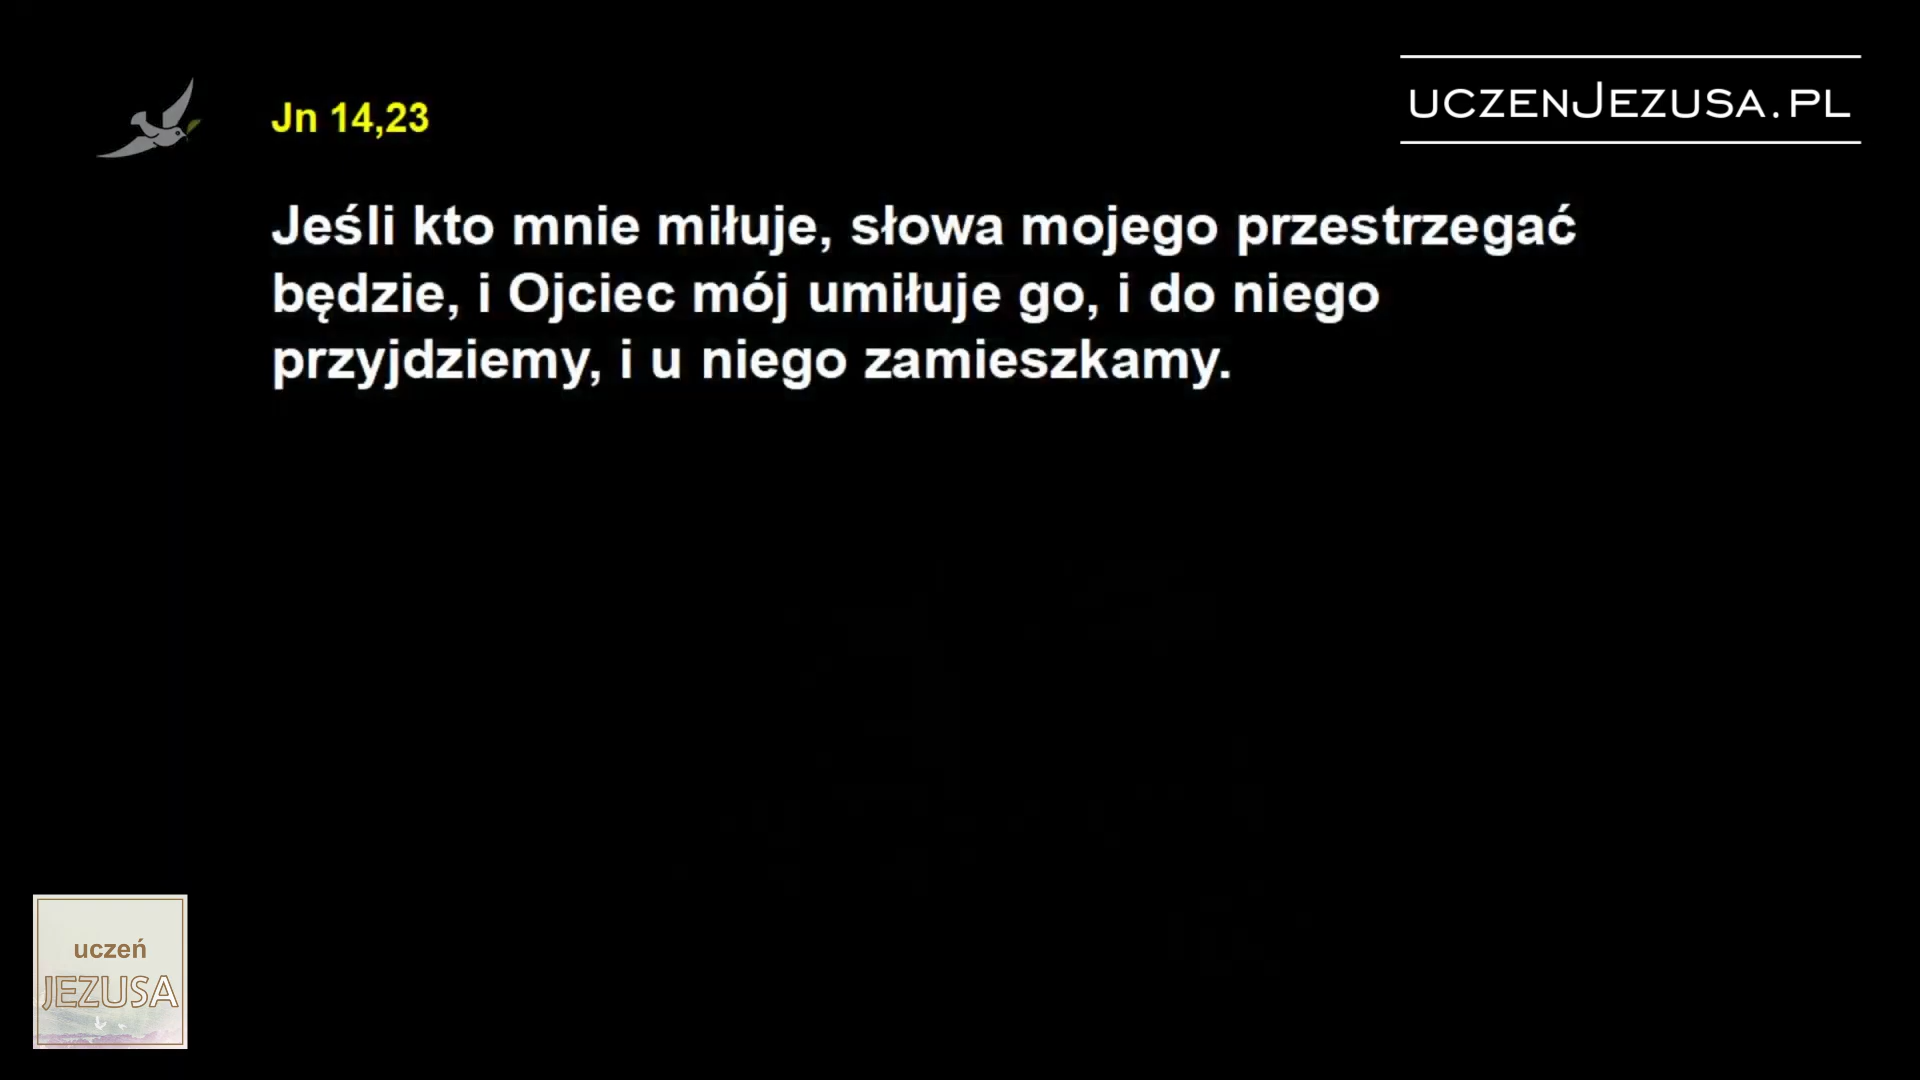 Jn 14,23
UCZENJEZUSA.PL
Jeśli kto mnie miłuje, słowa mojego przestrzegać
będzie, i Ojciec mój umiłuje go, i do niego
przyjdziemy, i u niego zamieszkamy.
uczeń
JEZUSA